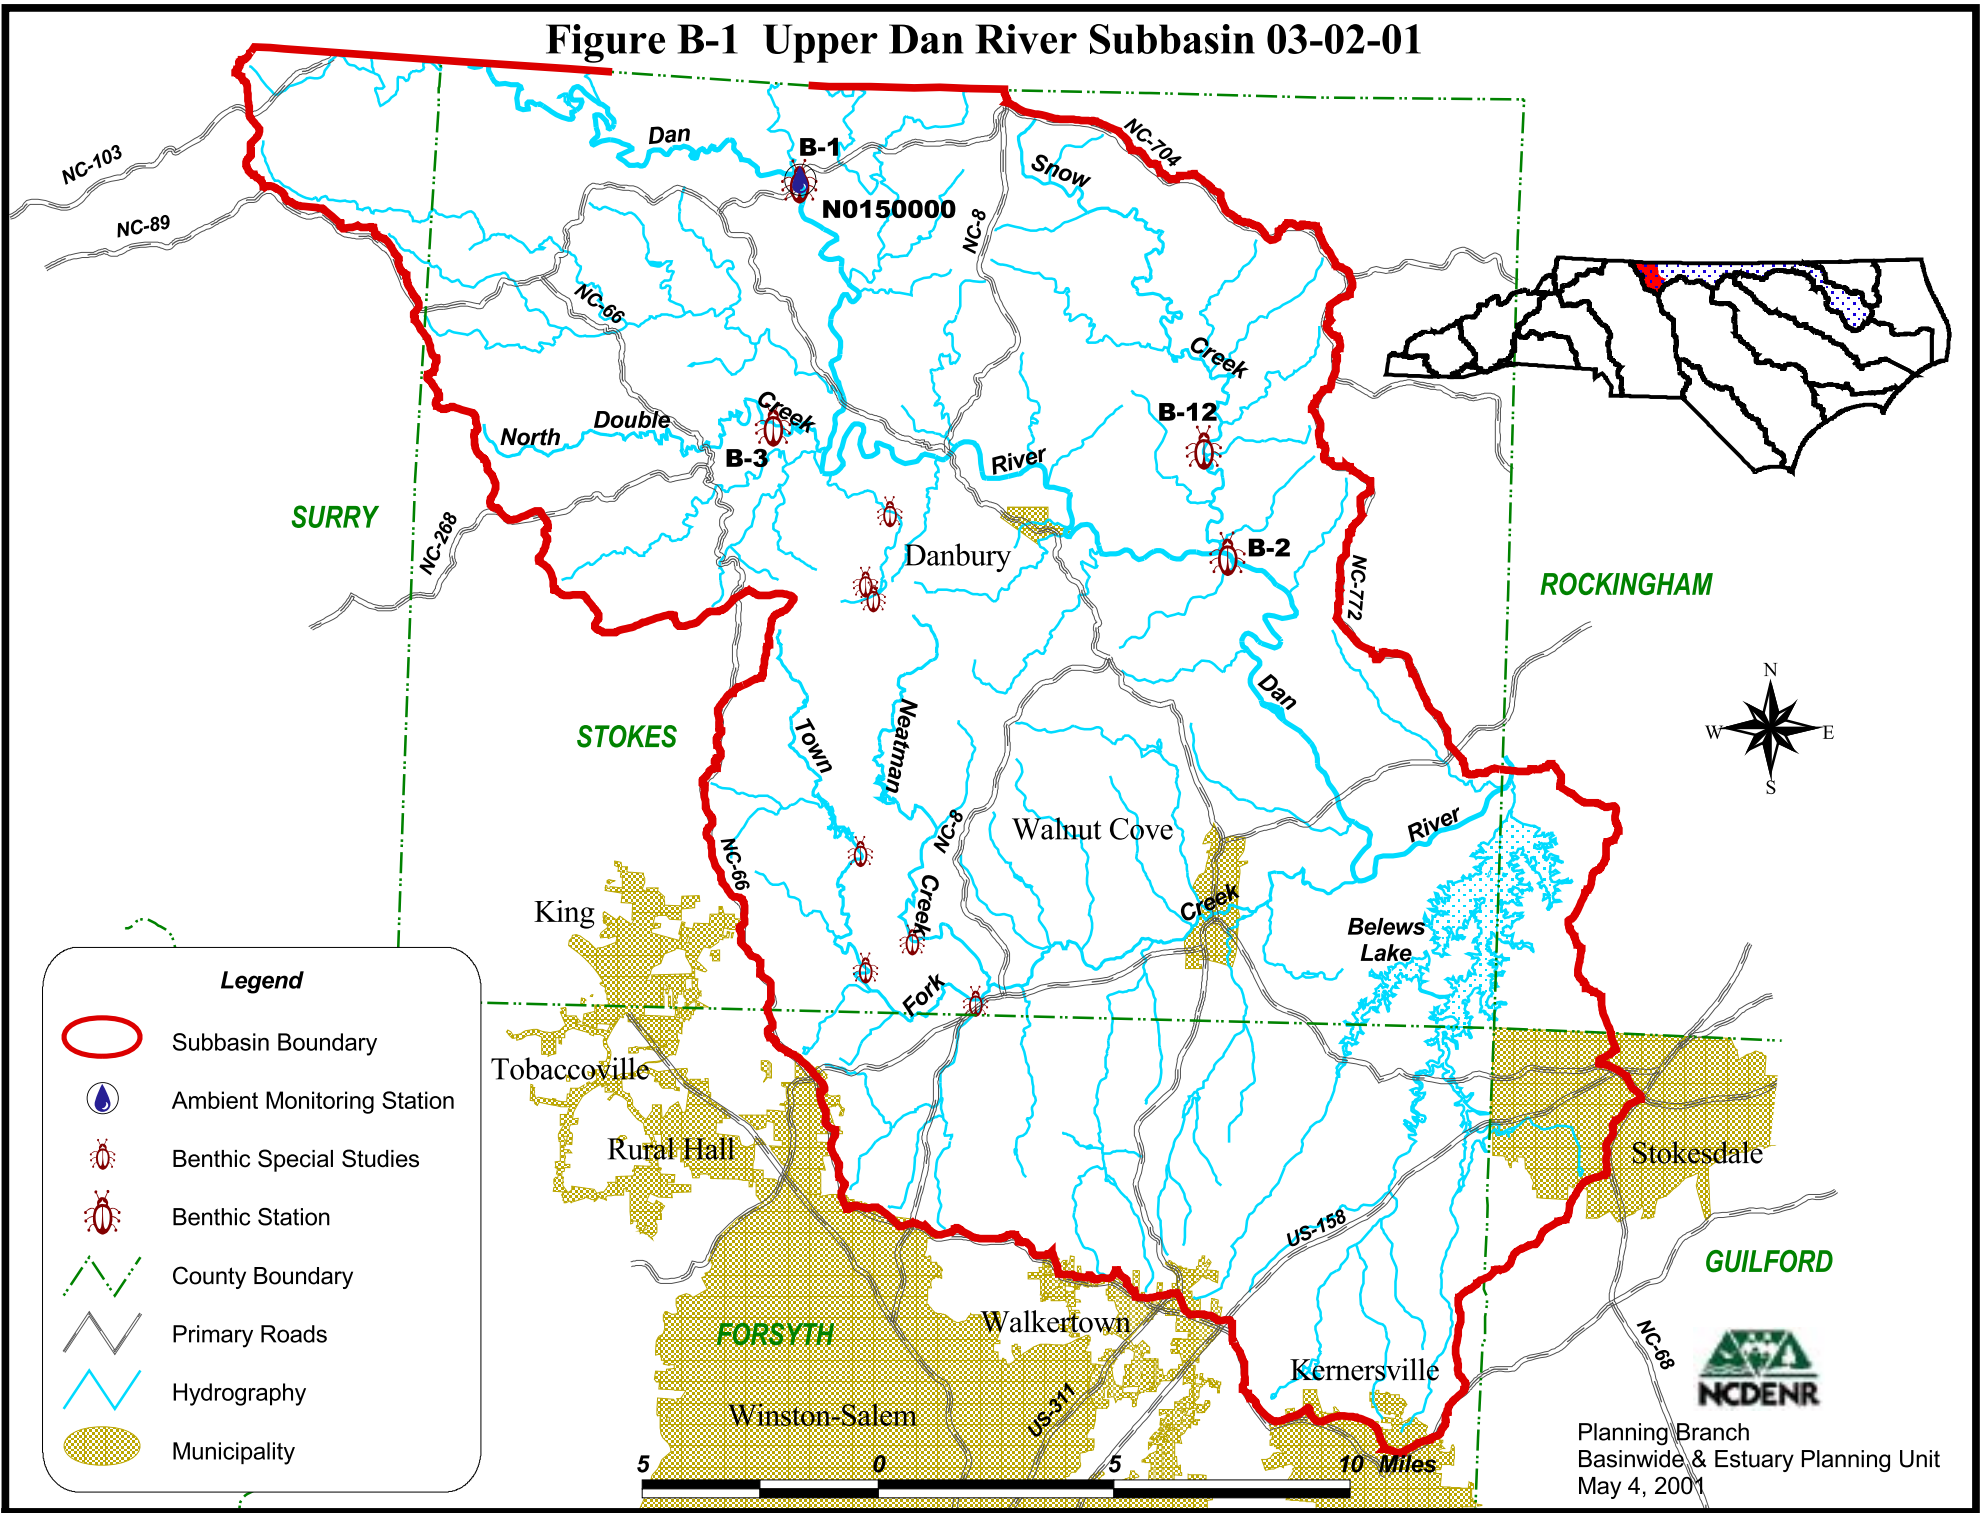 Figure B-1  Upper Dan River Subbasin 03-02-01
NC-103
NC-89
Dan
B-1
N0150000
NC-8
Snow
NC-704
NC-66
Creek
North
Double
Creek
B-3
River
B-12
B-2
SURRY
NC-268
Danbury
NC-772
ROCKINGHAM
STOKES
Town
Neatman
Dan
N
W
E
S
NC-8
Walnut Cove
River
NC-66
King
Creek
Creek
Belews
Lake
Fork
Tobaccoville
Rural Hall
Stokesdale
US-158
GUILFORD
FORSYTH
Walkertown
Kernersville
NC-68
Winston-Salem
US-311
Legend
Subbasin Boundary
Ambient Monitoring Station
Benthic Special Studies
Benthic Station
County Boundary
Primary Roads
Hydrography
Municipality
5
0
5
10 Miles
NCDENR
Planning Branch
Basinwide & Estuary Planning Unit
May 4, 2001